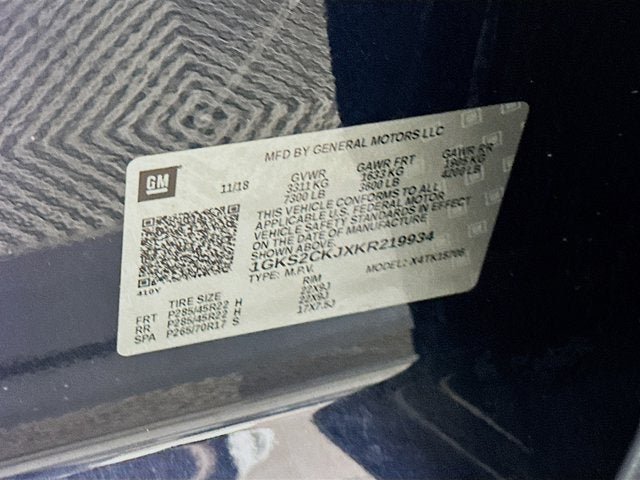 MFD BY GENERAL MOTORS LLC
GM
11/18
GVWR GAWR FRT GAWR RR
3311 KG 1633 KG 1905 KG
7300 LB 3600 LB 4200 LB
THIS VEHICLE CONFORMS TO ALL
APPLICABLE U.S. FEDERAL MOTOR
VEHICLE SAFETY STANDARDS IN EFFECT
ON THE DATE OF MANUFACTURE
SHOWN ABOVE.
1GKS2CKJXKR219934
TYPE: M.P.V. MODEL:
410Y
TIRE SIZE RIM
FRT P285/45R22 H 22X9J
RR P285/45R22 H 22X9J
SPA P265/70R17 S 17X7.5J